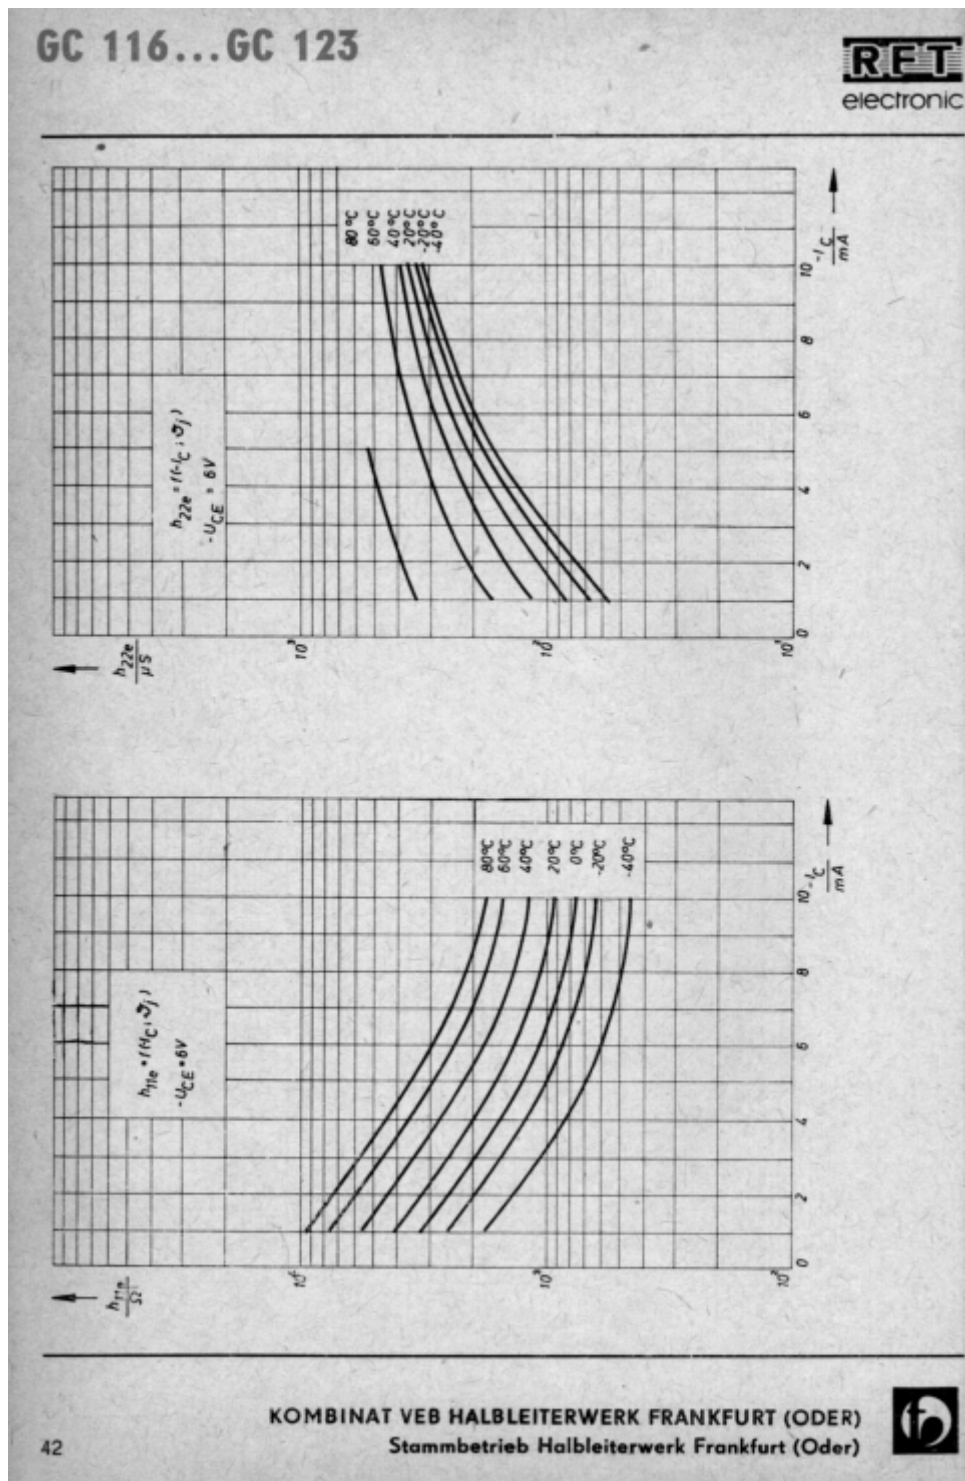 GC 116...GC 123
RFT
electronic
80°C
60°C
40°C
20°C
-20°C
-40°C
h22e = f(-IC; ϑj)
-UCE = 6V
h22e
μS
10³
10²
10¹
0
2
4
6
8
10
-IC
mA
80°C
60°C
40°C
20°C
0°C
-20°C
-40°C
h11e = f(-IC; ϑj)
-UCE = 6V
h11e
Ω
10⁴
10³
10²
0
2
4
6
8
10
-IC
mA
KOMBINAT VEB HALBLEITERWERK FRANKFURT (ODER)
42
Stammbetrieb Halbleiterwerk Frankfurt (Oder)